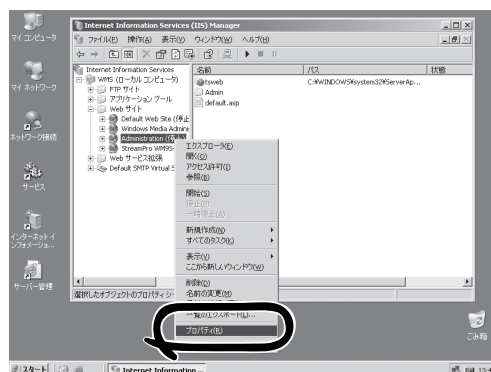 マイ コンピュータ
マイ ネットワーク
ネットワーク接続
サービス
インターネット イ
ンフォメーショ...
サーバー管理
Internet Information Services (IIS) Manager
ファイル(F) 操作(A) 表示(V) ウィンドウ(W) ヘルプ(H)
Internet Information Services
WMS (ローカル コンピュータ)
FTP サイト
アプリケーション プール
Web サイト
Default Web Site (停止
Windows Media Admini
Administration (停止
StreamPro WM9S-
Web サービス拡張
Default SMTP Virtual S
名前 パス 状態
tsweb C:¥WINDOWS¥system32¥ServerAp...
Admin
default.asp
エクスプローラ(E)
開く(O)
アクセス許可(I)
参照(B)
開始(S)
停止(P)
一時停止(A)
新規作成(N)
すべてのタスク(K)
表示(V)
ここから新しいウィンドウ(W)
削除(D)
名前の変更(M)
一覧のエクスポート(L)...
プロパティ(R)
選択したオブジェクトのプロパティ シ
ごみ箱
スタート
Internet Information ...